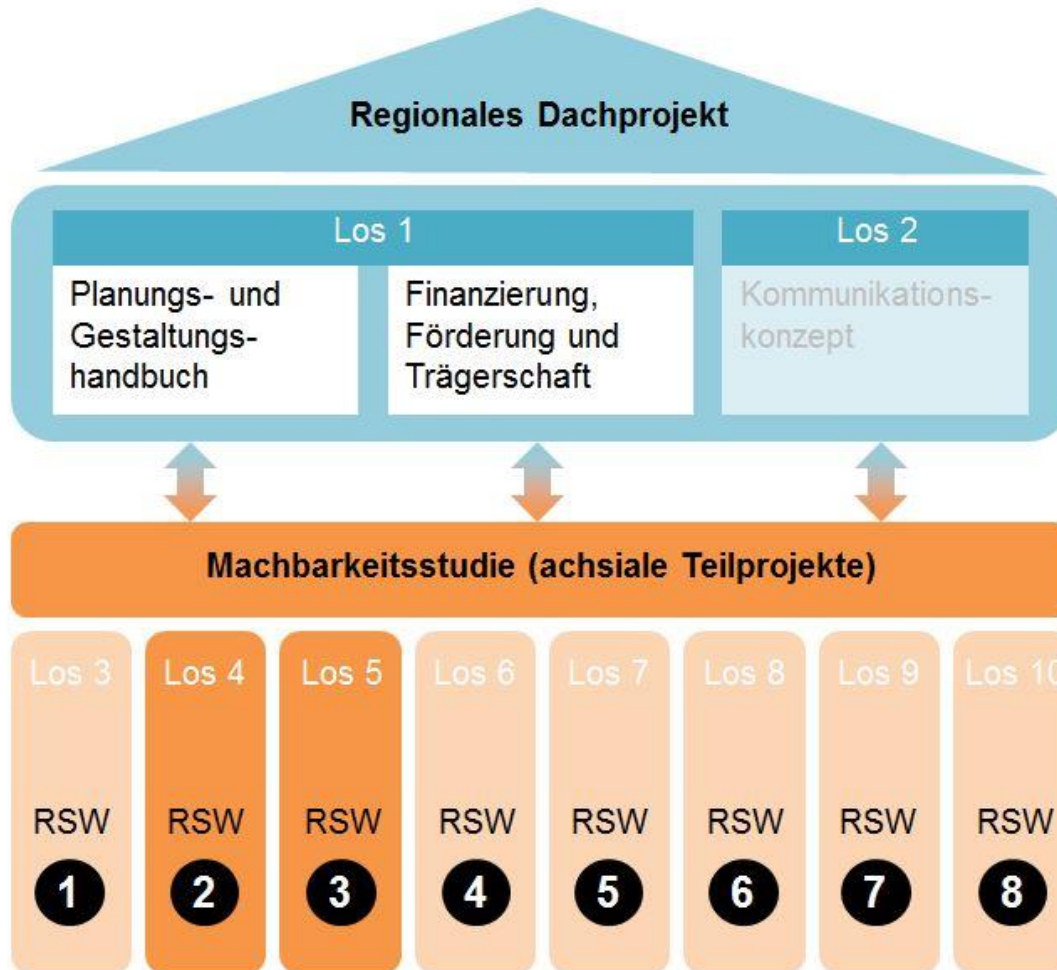 Regionales Dachprojekt
Los 1
Los 2
Planungs- und
Gestaltungs-
handbuch
Finanzierung,
Förderung und
Trägerschaft
Kommunikations-
konzept
Machbarkeitsstudie (achsiale Teilprojekte)
Los 3
Los 4
Los 5
Los 6
Los 7
Los 8
Los 9
Los 10
RSW
RSW
RSW
RSW
RSW
RSW
RSW
RSW
1
2
3
4
5
6
7
8